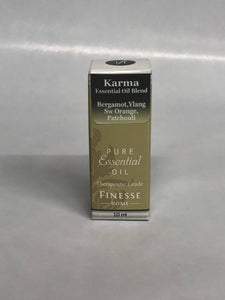 Karma
Essential Oil Blend
Bergamot,Ylang
Sw Orange,
Patchouli
PURE
Essential
OIL
Therapeutic Grade
FINESSE
HOME
10 ml